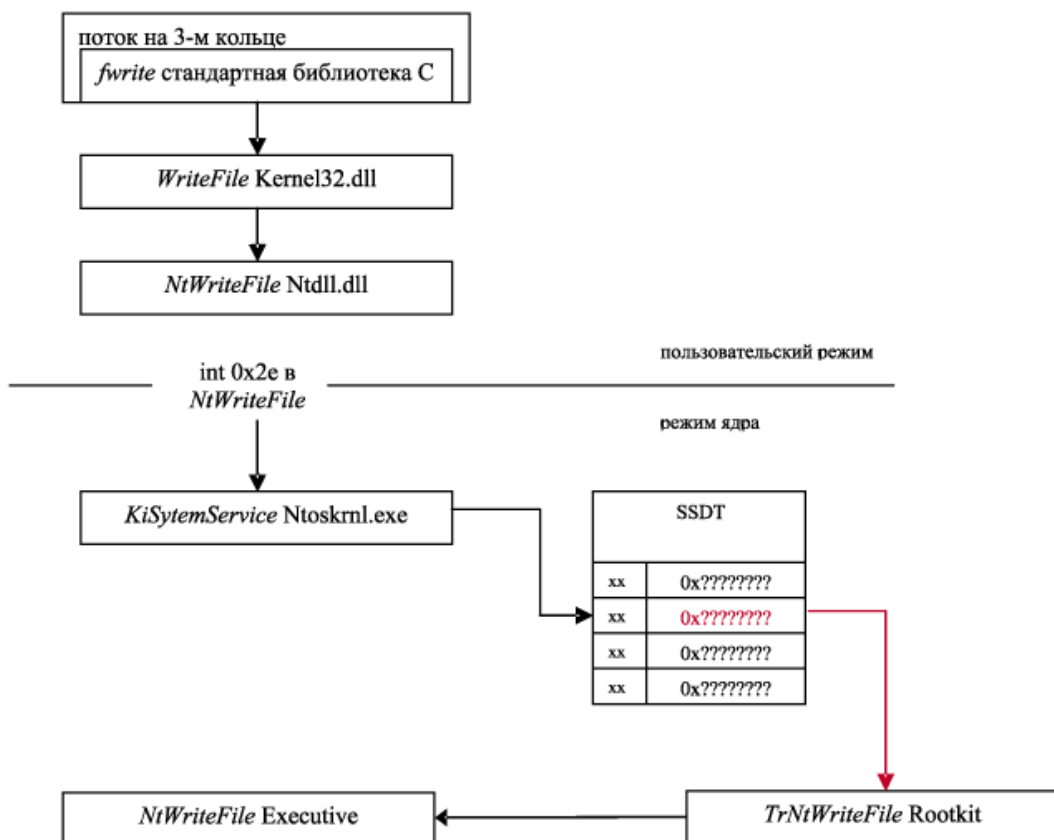 поток на 3-м кольце
fwrite стандартная библиотека C
WriteFile Kernel32.dll
NtWriteFile Ntdll.dll
пользовательский режим
int 0x2e в
NtWriteFile
режим ядра
KiSytemService Ntoskrnl.exe
SSDT
xx 0x????????
xx 0x????????
xx 0x????????
xx 0x????????
NtWriteFile Executive
TrNtWriteFile Rootkit